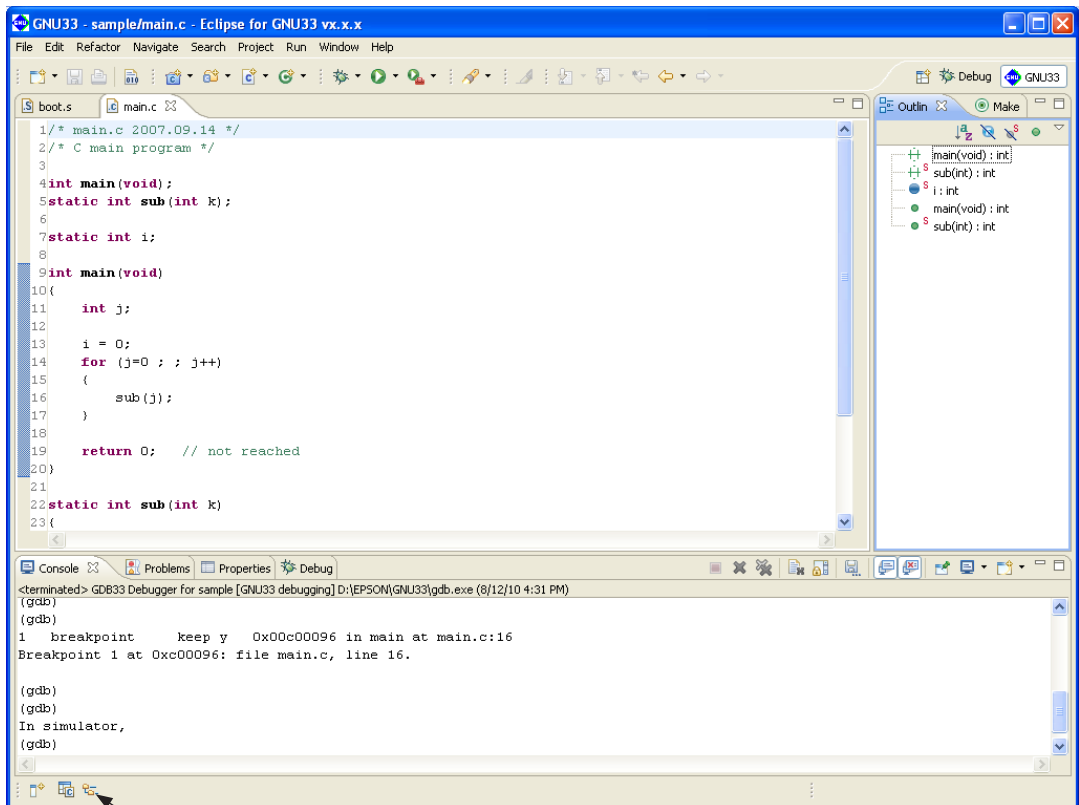 GNU33 - sample/main.c - Eclipse for GNU33 vx.x.x
File Edit Refactor Navigate Search Project Run Window Help
Debug GNU33
boot.s main.c Outlin Make
1/* main.c 2007.09.14 */
2/* C main program */
3
4int main(void);
5static int sub(int k);
6
7static int i;
8
9int main(void)
10{
11    int j;
12
13    i = 0;
14    for (j=0 ; ; j++)
15    {
16        sub(j);
17    }
18
19    return 0;   // not reached
20}
21
22static int sub(int k)
23{
main(void) : int
sub(int) : int
i : int
main(void) : int
sub(int) : int
Console Problems Properties Debug
<terminated> GDB33 Debugger for sample [GNU33 debugging] D:\EPSON\GNU33\gdb.exe (8/12/10 4:31 PM)
(gdb)
(gdb)
1   breakpoint     keep y   0x00c00096 in main at main.c:16
Breakpoint 1 at 0xc00096: file main.c, line 16.
(gdb)
(gdb)
In simulator,
(gdb)